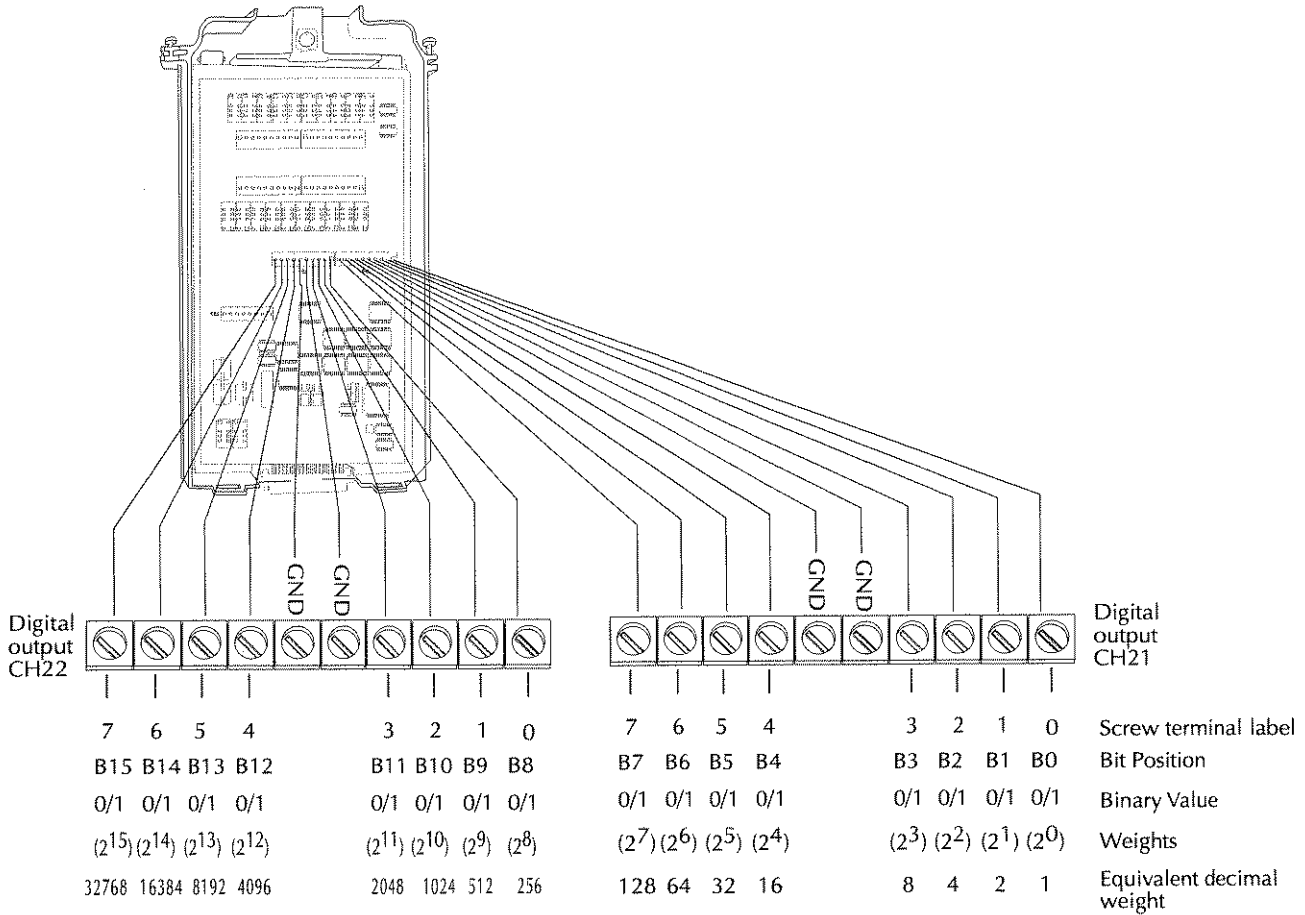 GND GND GND GND
Digital output CH22
Digital output CH21
7 6 5 4 3 2 1 0 7 6 5 4 3 2 1 0 Screw terminal label
B15 B14 B13 B12 B11 B10 B9 B8 B7 B6 B5 B4 B3 B2 B1 B0 Bit Position
0/1 0/1 0/1 0/1 0/1 0/1 0/1 0/1 0/1 0/1 0/1 0/1 0/1 0/1 0/1 0/1 Binary Value
(2¹⁵) (2¹⁴) (2¹³) (2¹²) (2¹¹) (2¹⁰) (2⁹) (2⁸) (2⁷) (2⁶) (2⁵) (2⁴) (2³) (2²) (2¹) (2⁰) Weights
32768 16384 8192 4096 2048 1024 512 256 128 64 32 16 8 4 2 1 Equivalent decimal weight